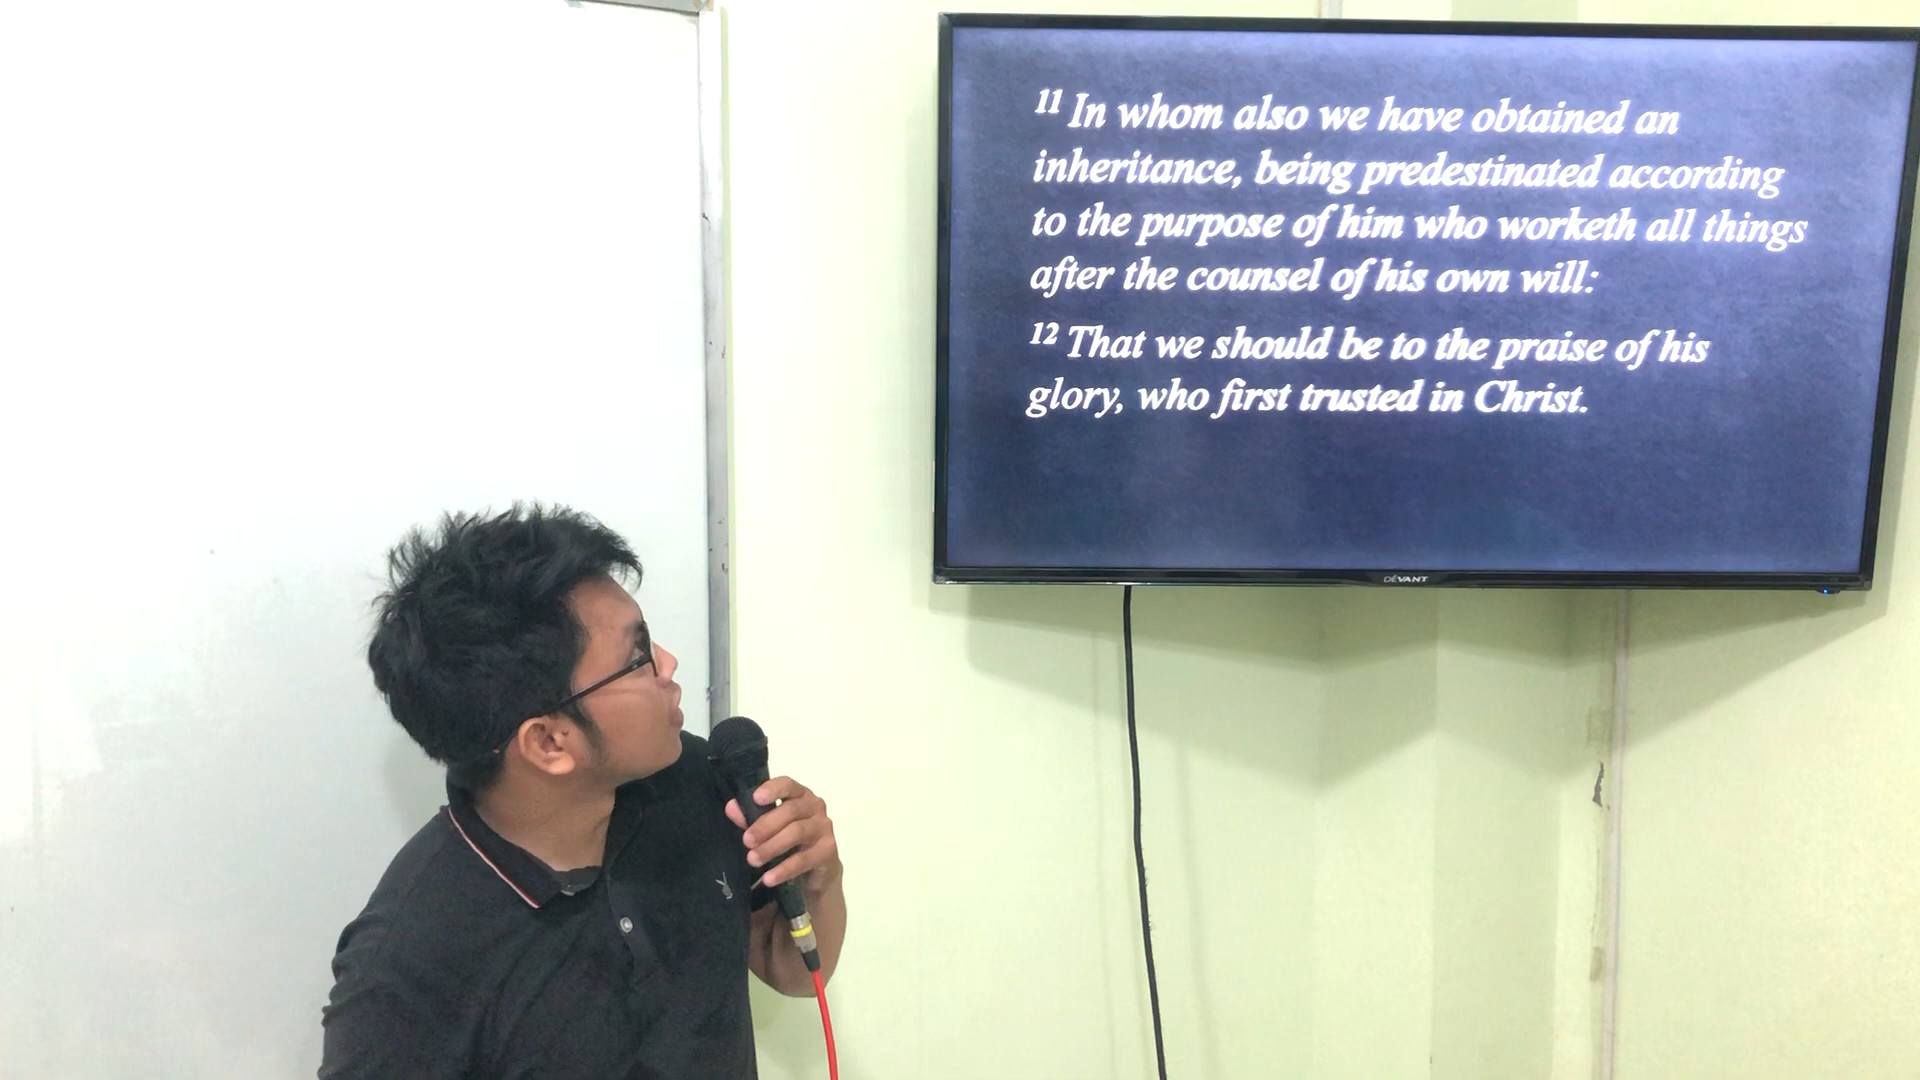 11 In whom also we have obtained an
inheritance, being predestinated according
to the purpose of him who worketh all things
after the counsel of his own will:
12 That we should be to the praise of his
glory, who first trusted in Christ.
DEVANT